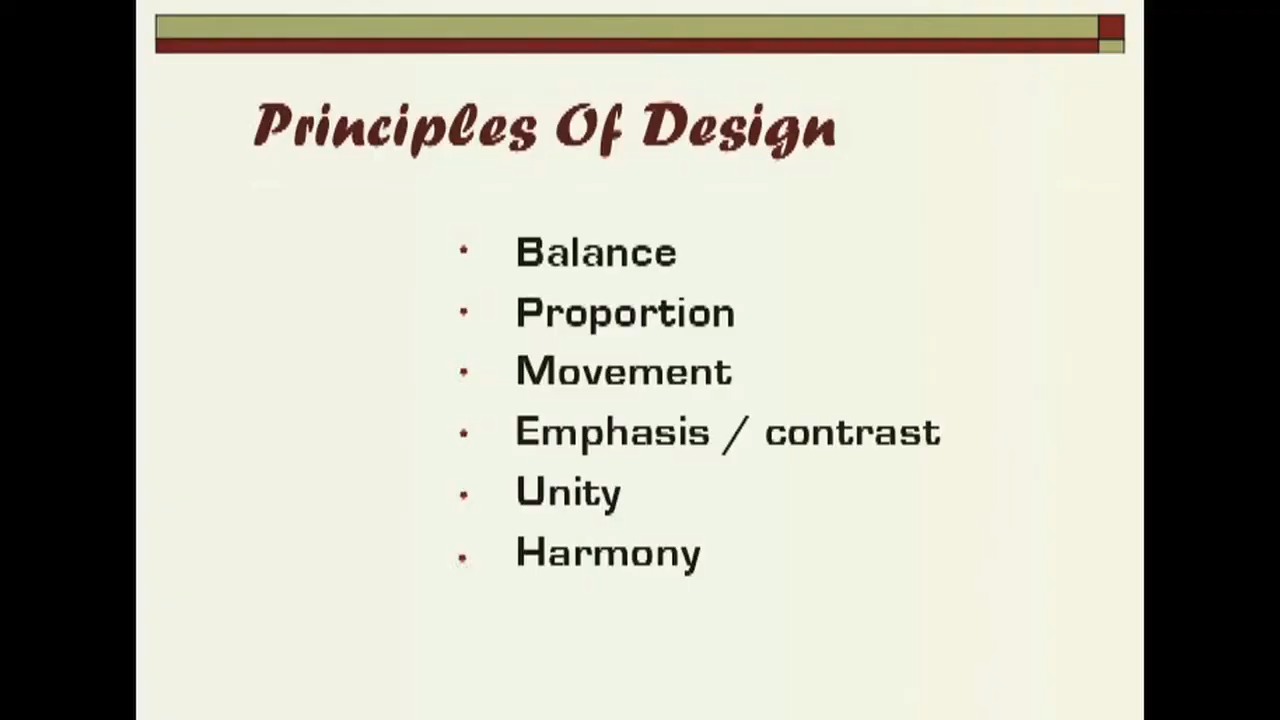 Principles Of Design
• Balance
• Proportion
• Movement
• Emphasis / contrast
• Unity
• Harmony